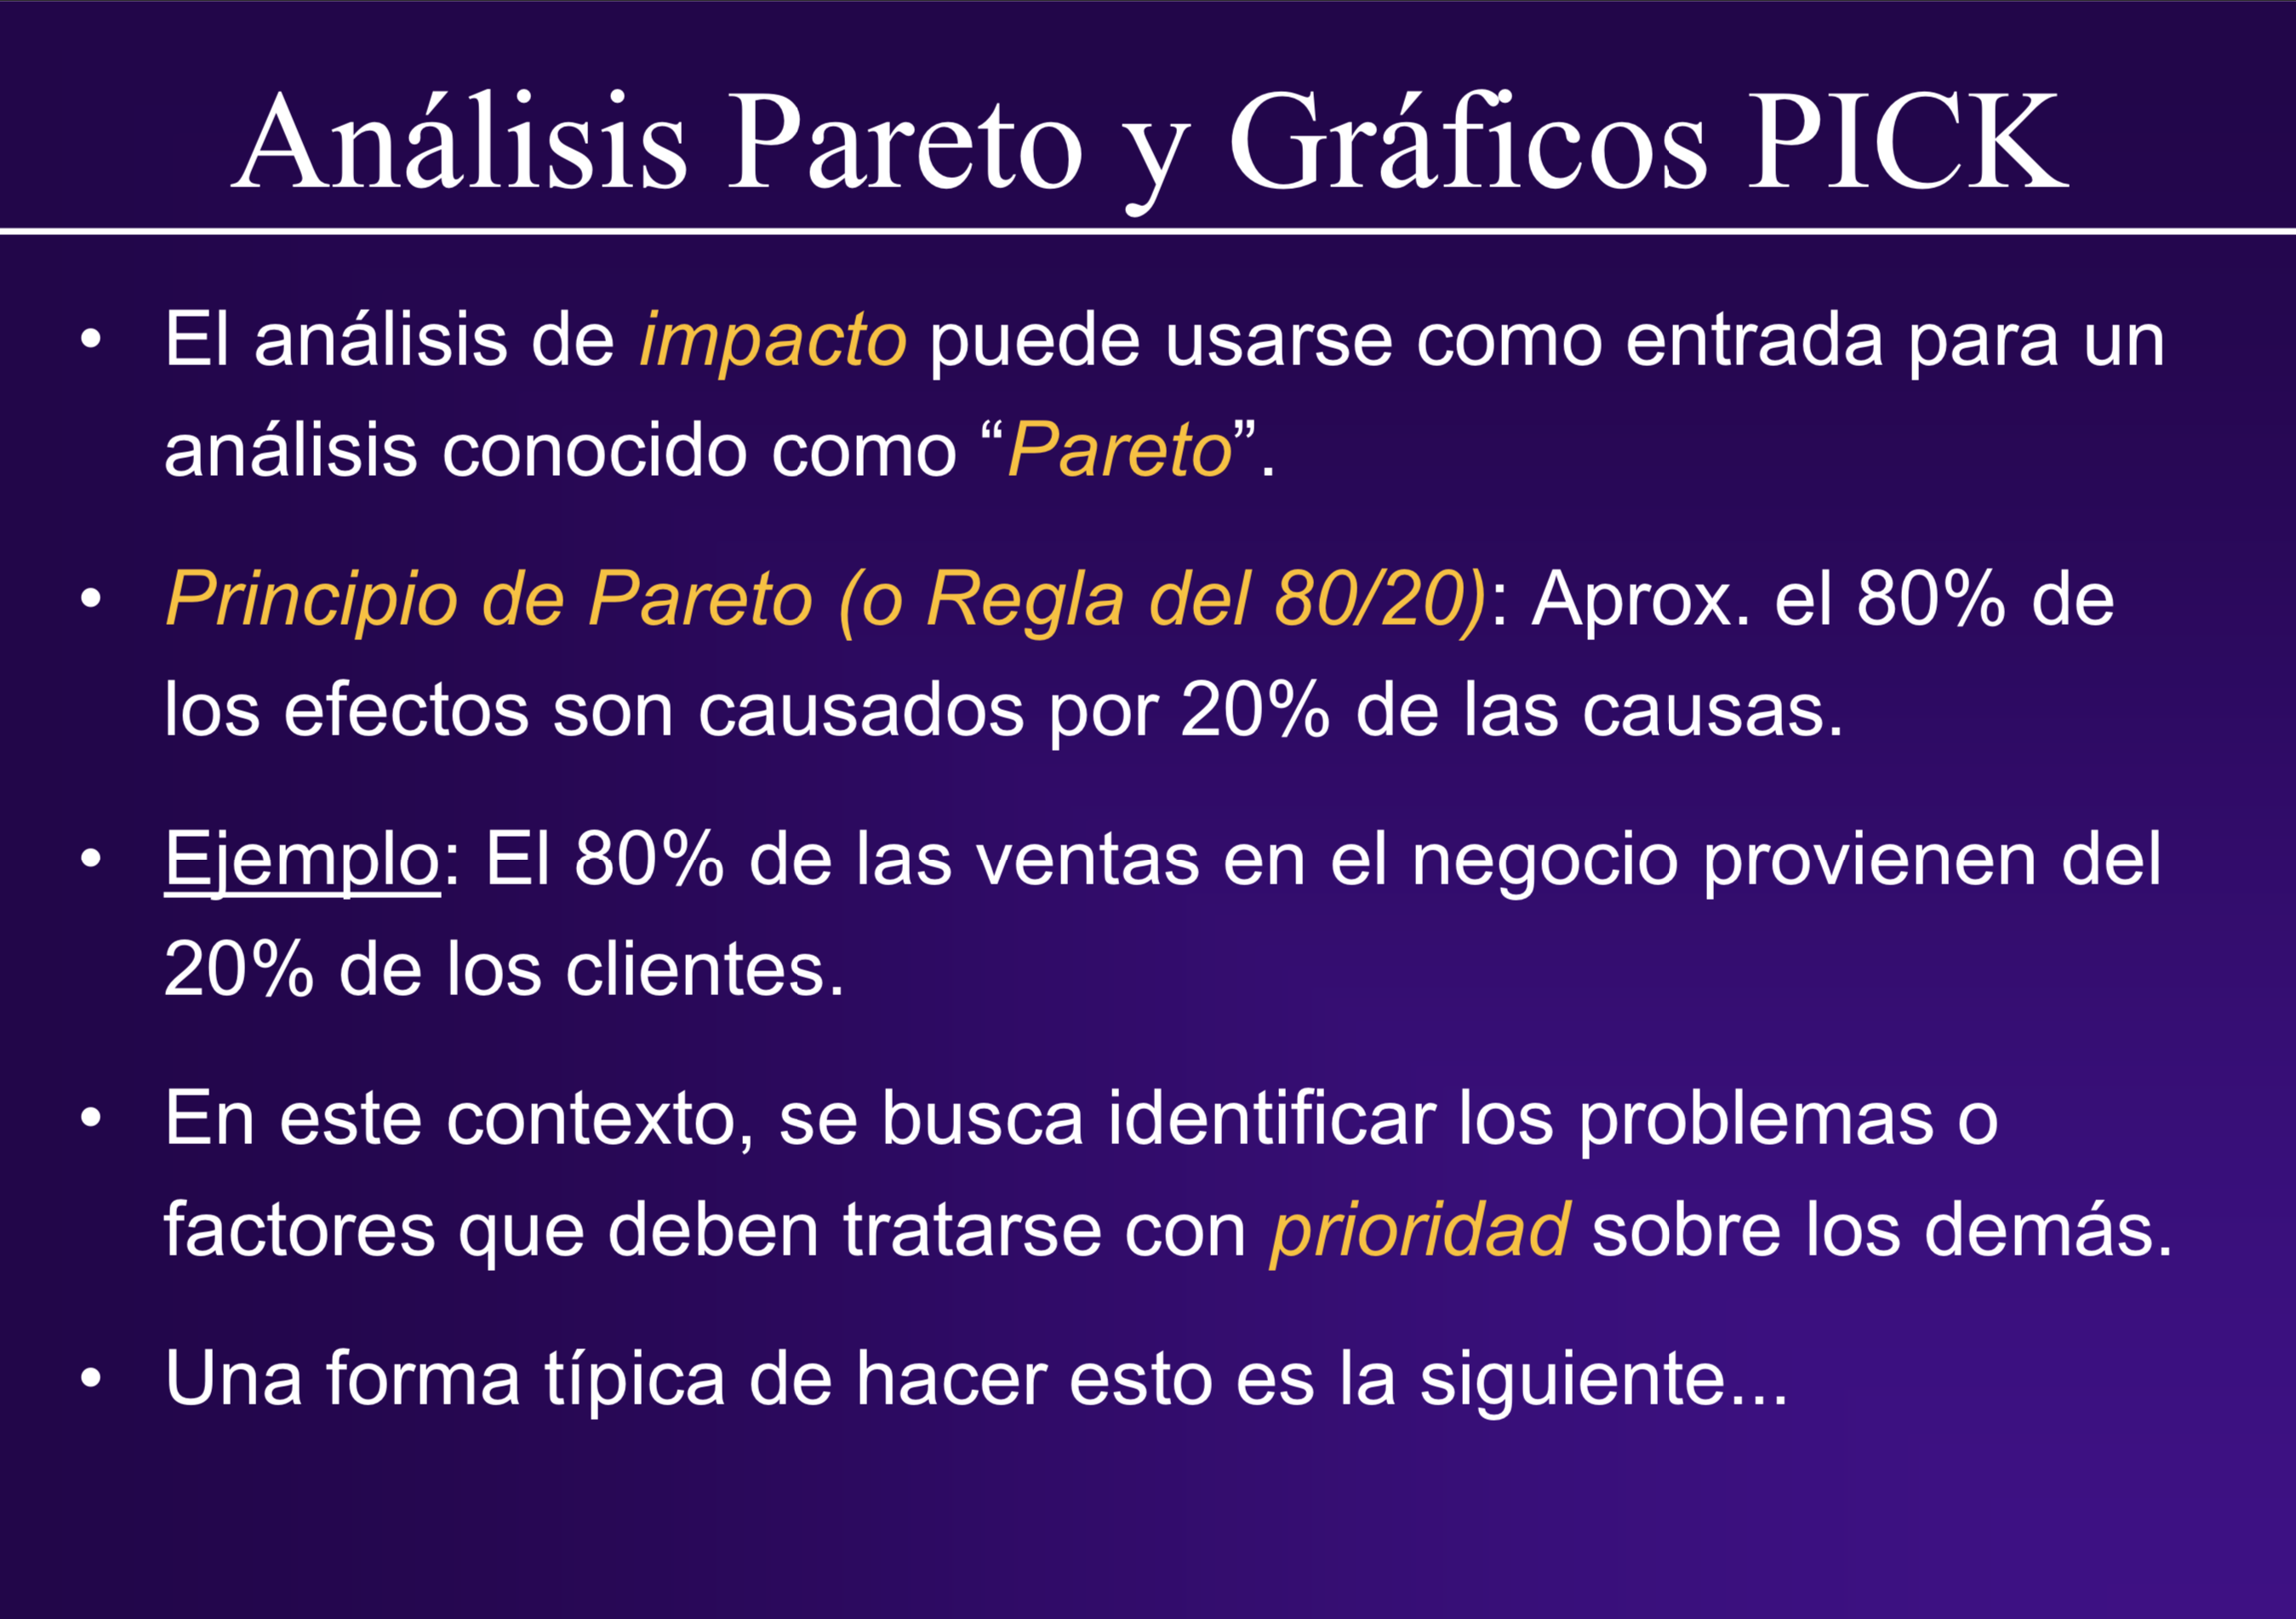 Análisis Pareto y Gráficos PICK
• El análisis de impacto puede usarse como entrada para un
análisis conocido como “Pareto”.
• Principio de Pareto (o Regla del 80/20): Aprox. el 80% de
los efectos son causados por 20% de las causas.
• Ejemplo: El 80% de las ventas en el negocio provienen del
20% de los clientes.
• En este contexto, se busca identificar los problemas o
factores que deben tratarse con prioridad sobre los demás.
• Una forma típica de hacer esto es la siguiente...